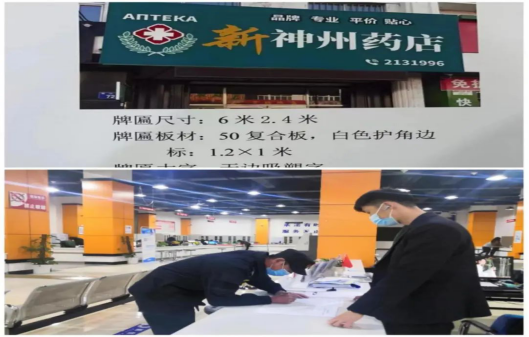 АПТЕКА
品牌 专业 平价 贴心
新神州药店
2131996
免
快
牌匾尺寸：6 米 2.4 米
牌匾板材：50 复合板，白色护角边
标：1.2×1 米